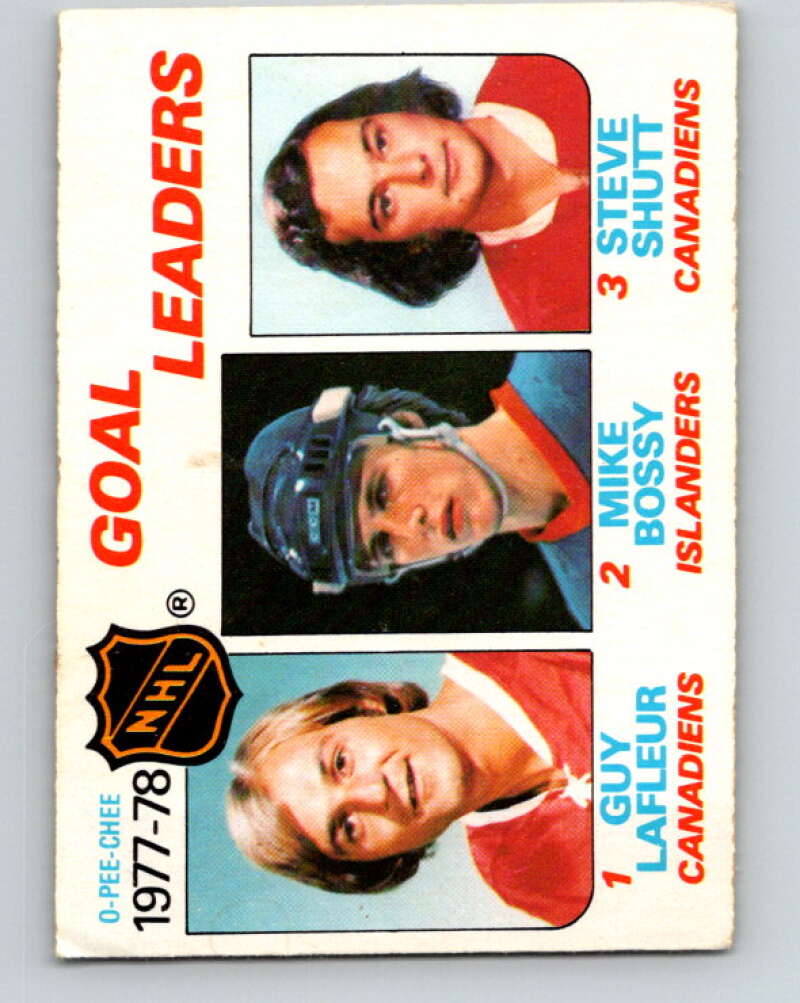 O-PEE-CHEE
1977-78
NHL
®
GOAL
LEADERS
1 GUY
LAFLEUR
CANADIENS
2 MIKE
BOSSY
ISLANDERS
3 STEVE
SHUTT
CANADIENS
CCM